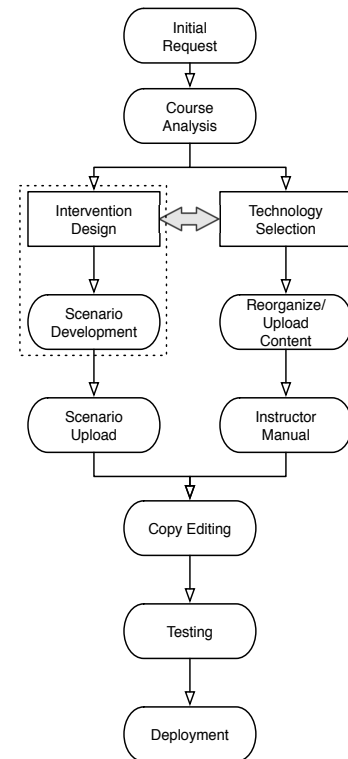 Initial
Request
Course
Analysis
Intervention
Design
Technology
Selection
Scenario
Development
Reorganize/
Upload
Content
Scenario
Upload
Instructor
Manual
Copy Editing
Testing
Deployment